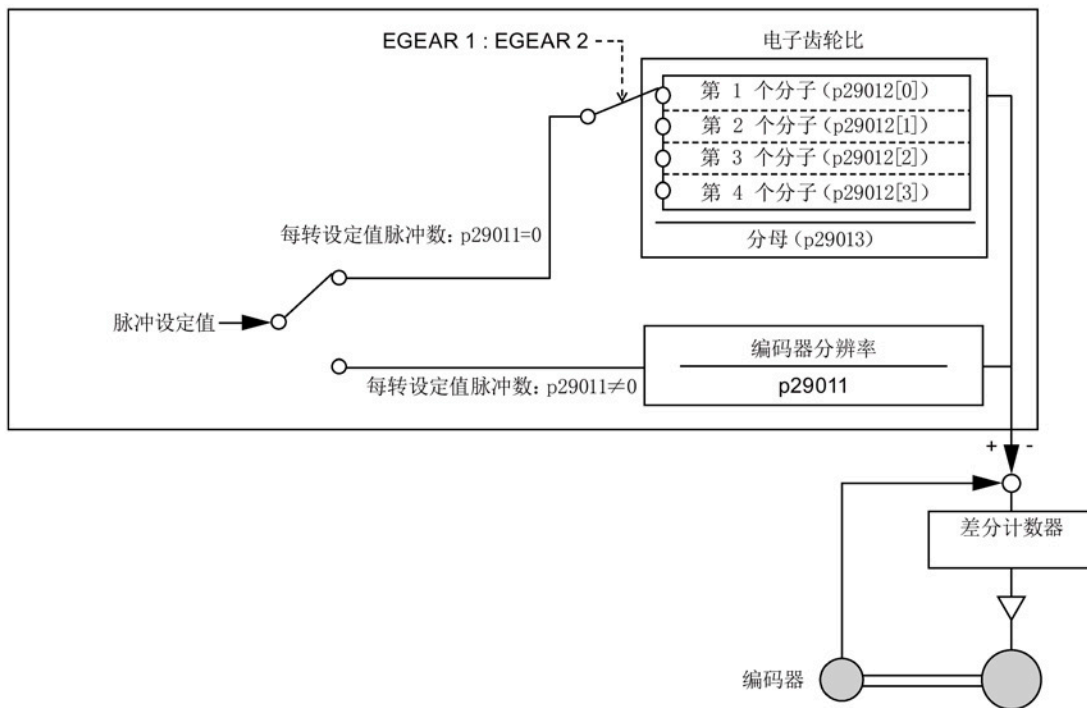 EGEAR 1 : EGEAR 2
电子齿轮比
第 1 个分子(p29012[0])
第 2 个分子(p29012[1])
第 3 个分子(p29012[2])
第 4 个分子(p29012[3])
分母(p29013)
每转设定值脉冲数: p29011=0
脉冲设定值
每转设定值脉冲数: p29011≠0
编码器分辨率
p29011
+ -
差分计数器
编码器